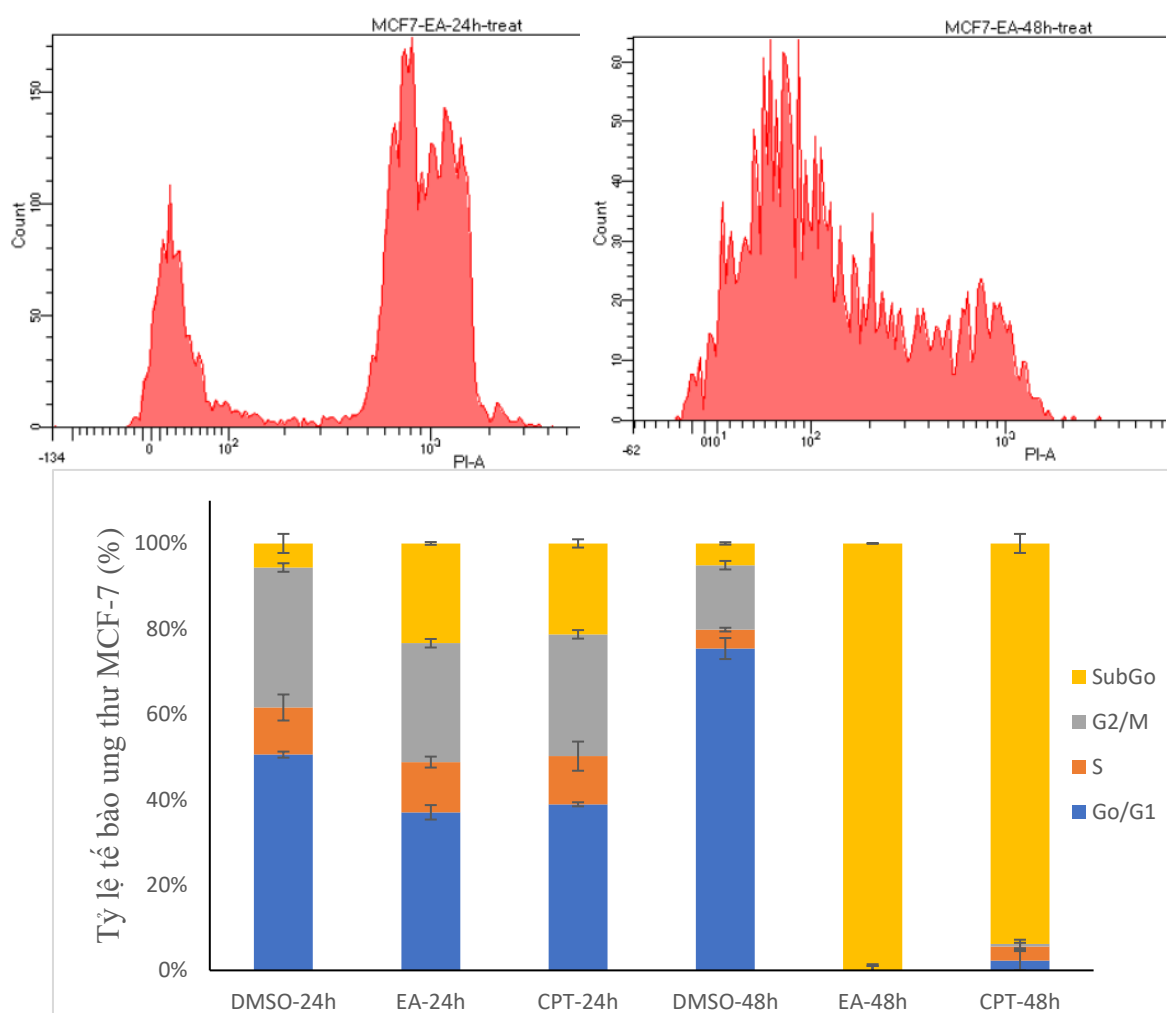 MCF7-EA-24h-treat
150
100
50
0
Count
-134 0 10² 10³
PI-A
MCF7-EA-48h-treat
60
50
40
30
20
10
0
Count
-62 010¹ 10² 10³
PI-A
Tỷ lệ tế bào ung thư MCF-7 (%)
100%
80%
60%
40%
20%
0%
DMSO-24h EA-24h CPT-24h DMSO-48h EA-48h CPT-48h
SubGo
G2/M
S
Go/G1